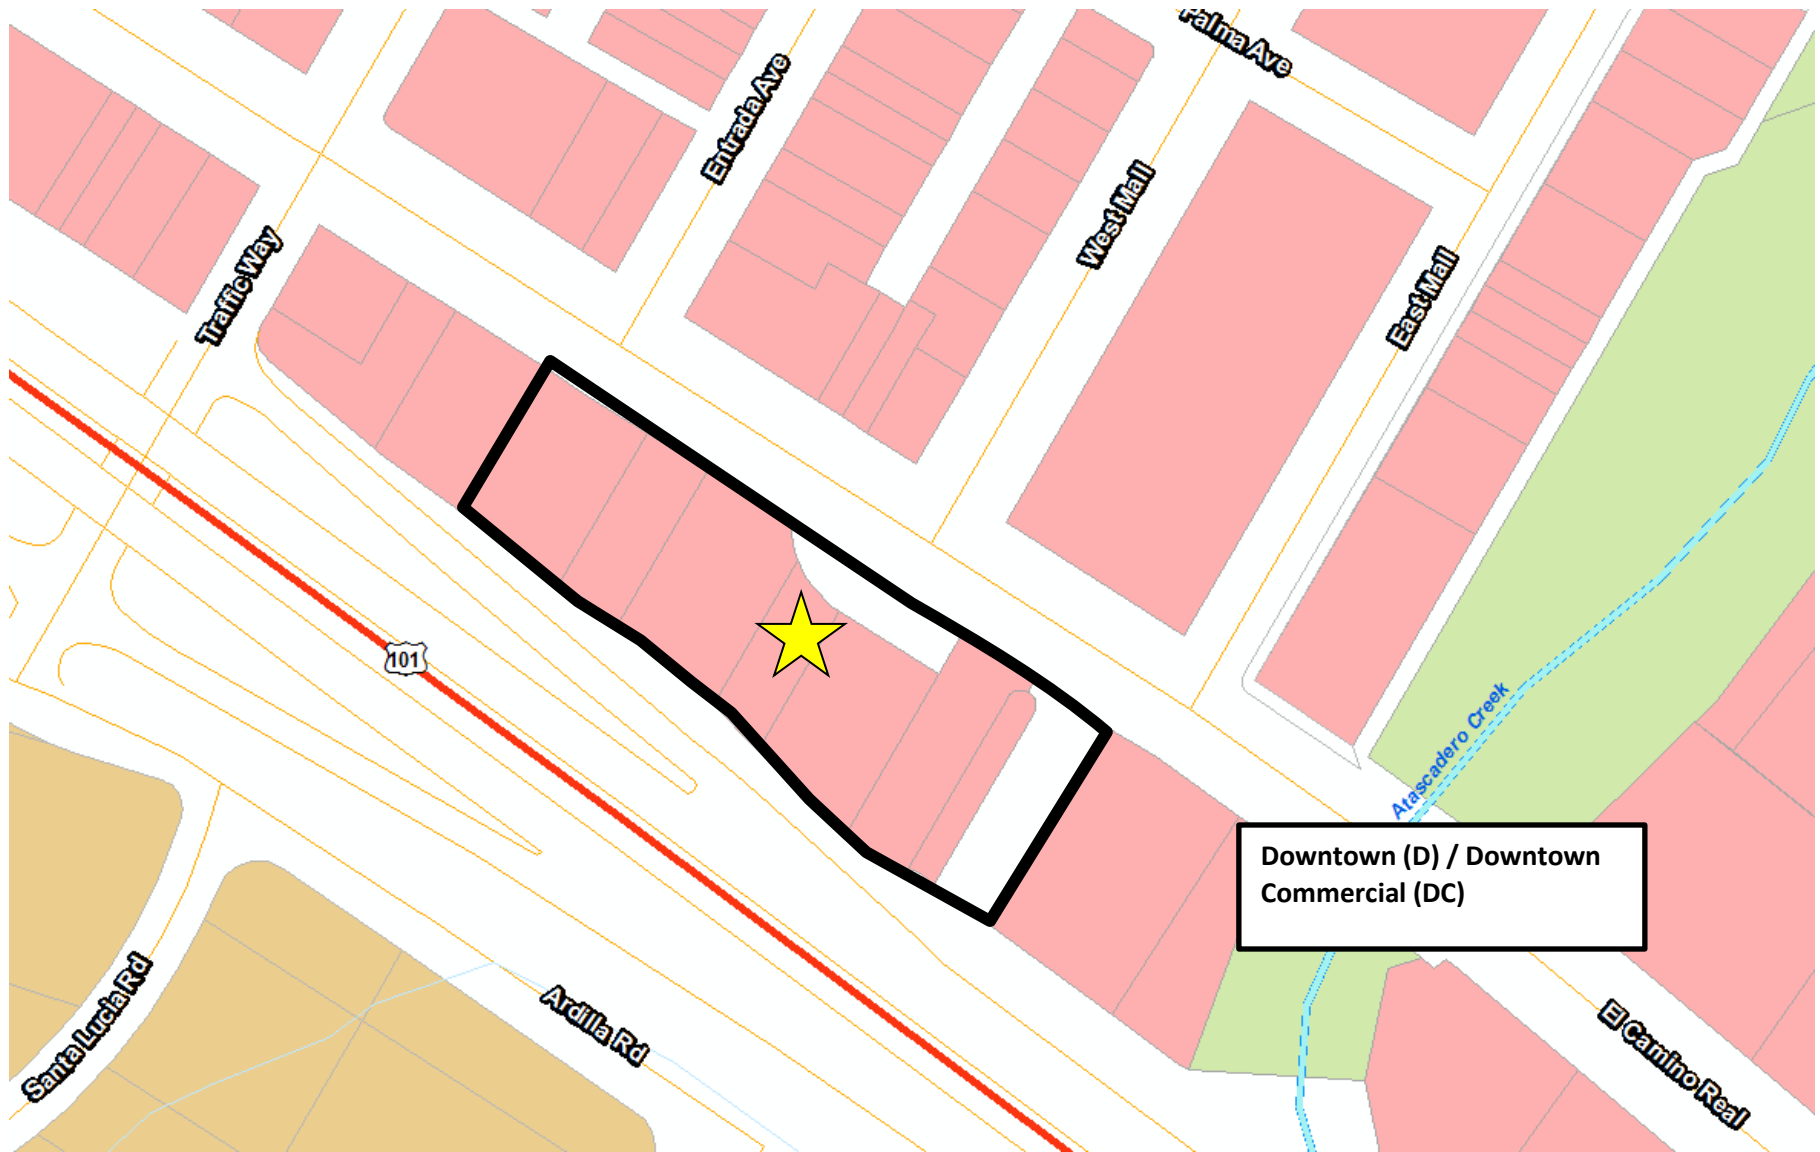 Palma Ave
Entrada Ave
West Mall
Traffic Way
East Mall
101
Atascadero Creek
Downtown (D) / Downtown
Commercial (DC)
Santa Lucia Rd
Ardilla Rd
El Camino Real